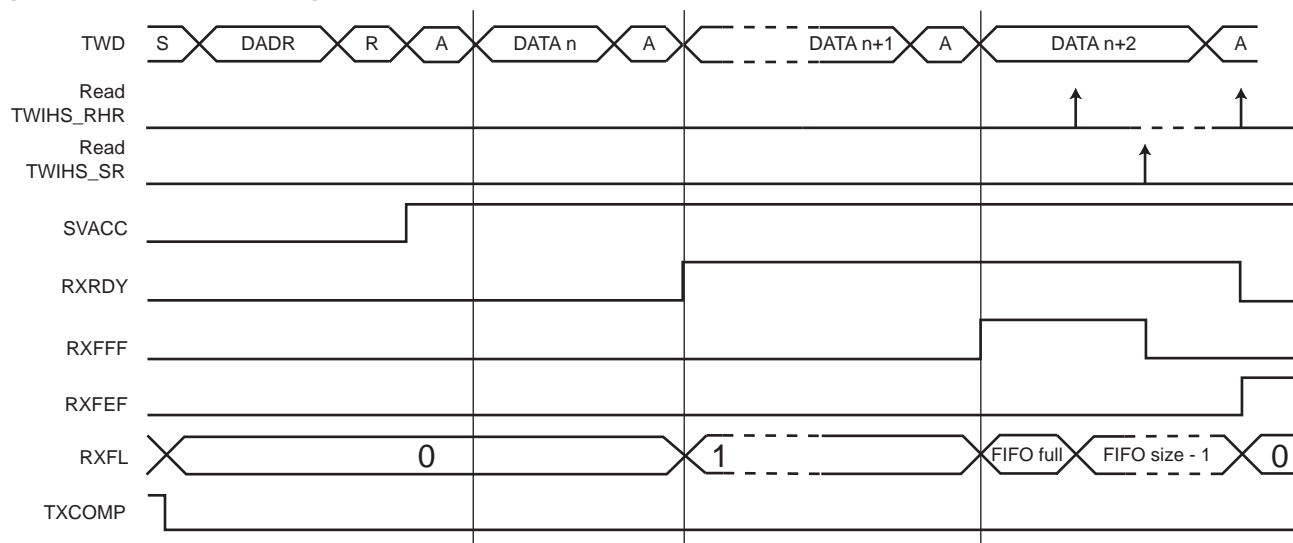 TWD S DADR R A DATA n A DATA n+1 A DATA n+2 A
Read
TWIHS_RHR
Read
TWIHS_SR
SVACC
RXRDY
RXFFF
RXFEF
RXFL 0 1 FIFO full FIFO size - 1 0
TXCOMP